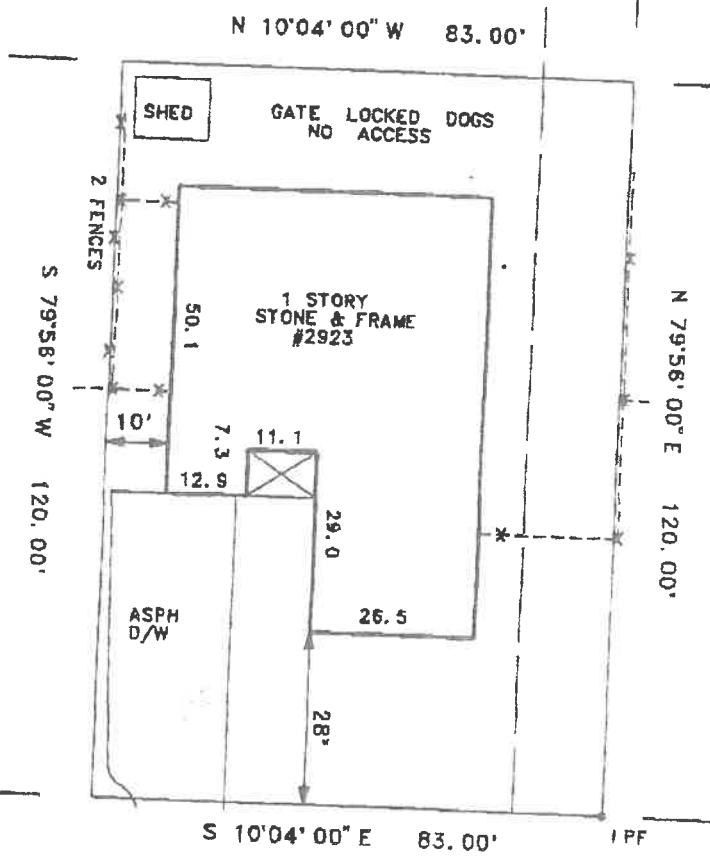 N 10°04' 00" W 83.00'
SHED
GATE LOCKED DOGS
NO ACCESS
2 FENCES
S 79°56' 00" W 120.00'
N 79°56' 00" E 120.00'
1 STORY
STONE & FRAME
#2923
50.1
10'
7.3
11.1
12.9
29.0
26.5
ASPH
D/W
28'
S 10°04' 00" E 83.00'
IPF